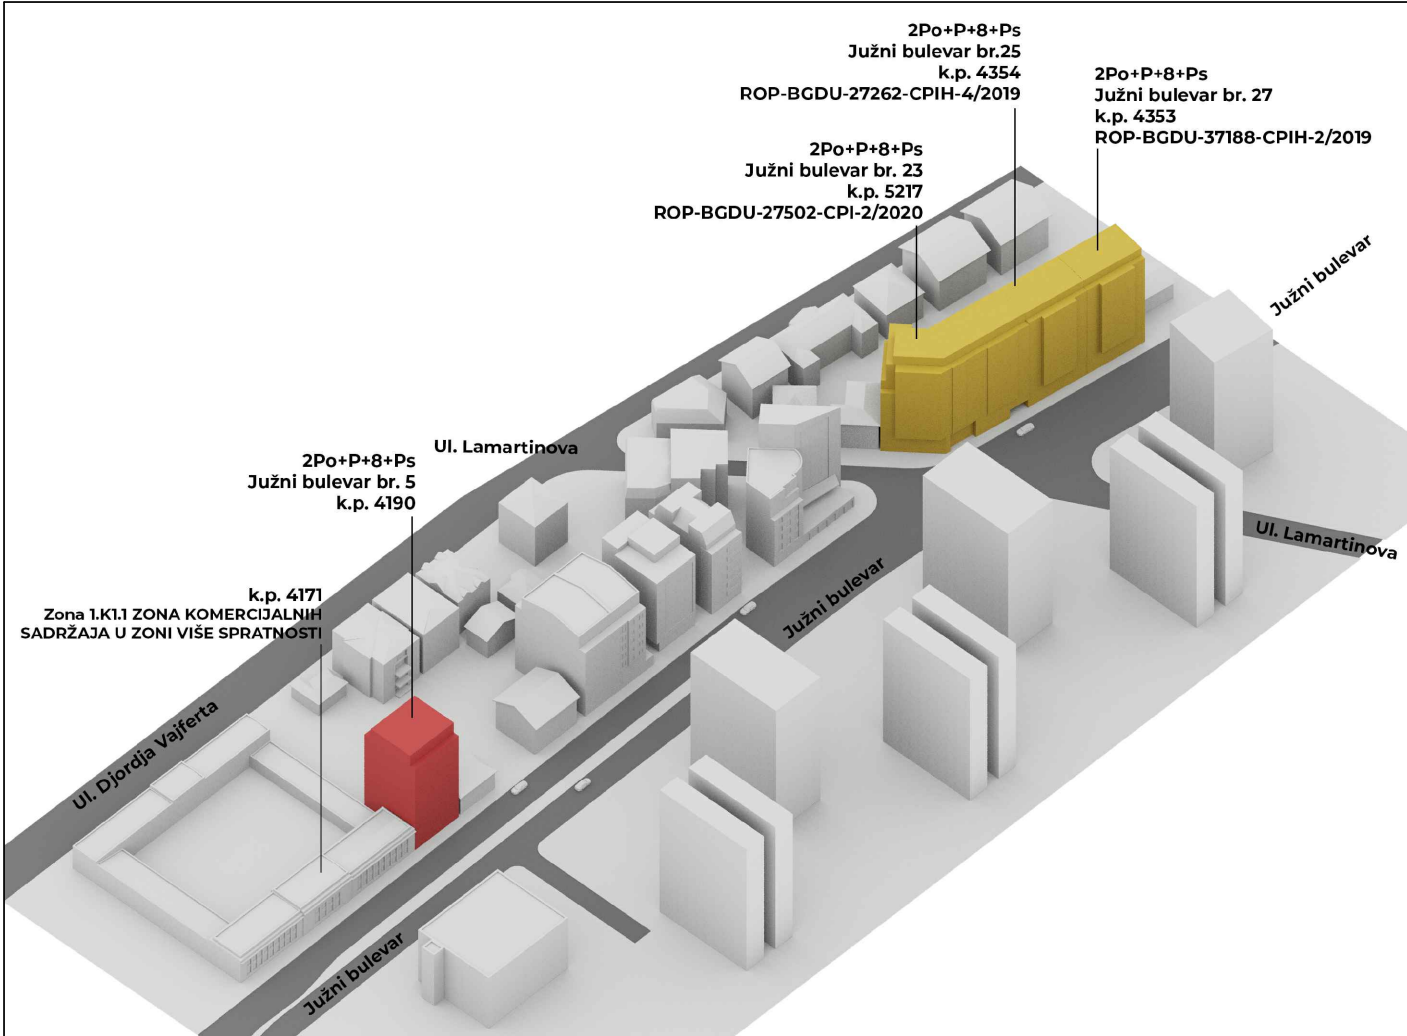 2Po+P+8+Ps
Južni bulevar br.25
k.p. 4354
ROP-BGDU-27262-CPIH-4/2019
2Po+P+8+Ps
Južni bulevar br. 27
k.p. 4353
ROP-BGDU-37188-CPIH-2/2019
2Po+P+8+Ps
Južni bulevar br. 23
k.p. 5217
ROP-BGDU-27502-CPI-2/2020
Južni bulevar
Ul. Lamartinova
2Po+P+8+Ps
Južni bulevar br. 5
k.p. 4190
Ul. Lamartinova
Južni bulevar
k.p. 4171
Zona 1.K1.1 ZONA KOMERCIJALNIH
SADRŽAJA U ZONI VIŠE SPRATNOSTI
Ul. Djordja Vajferta
Južni bulevar